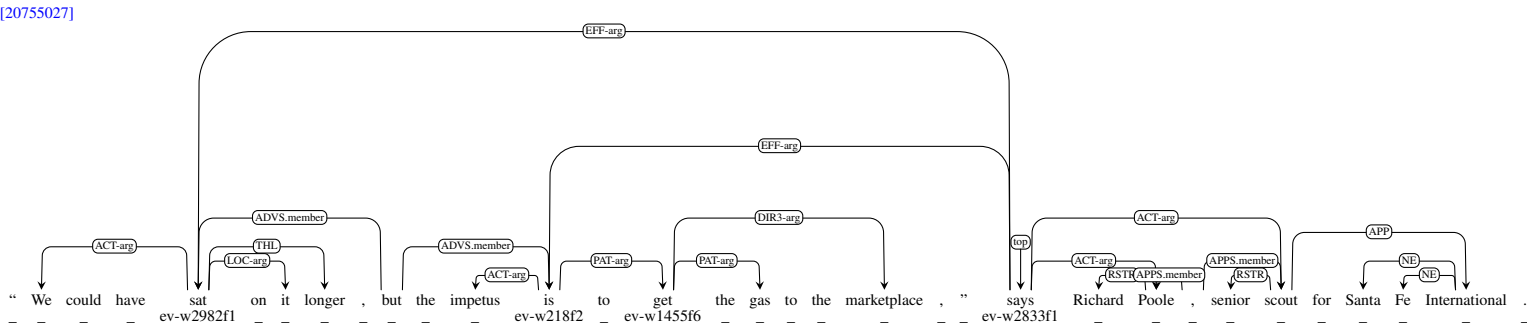 [20755027]
EFF-arg
EFF-arg
ADVS.member DIR3-arg ACT-arg
APP
top
ACT-arg THL ADVS.member
LOC-arg PAT-arg PAT-arg ACT-arg APPS.member NE
ACT-arg RSTR APPS.member RSTR NE
“ We could have sat on it longer , but the impetus is to get the gas to the marketplace , ” says Richard Poole , senior scout for Santa Fe International .
_ _ _ _ ev-w2982f1 _ _ _ _ _ _ _ ev-w218f2 _ ev-w1455f6 _ _ _ _ _ _ _ ev-w2833f1 _ _ _ _ _ _ _ _ _ _